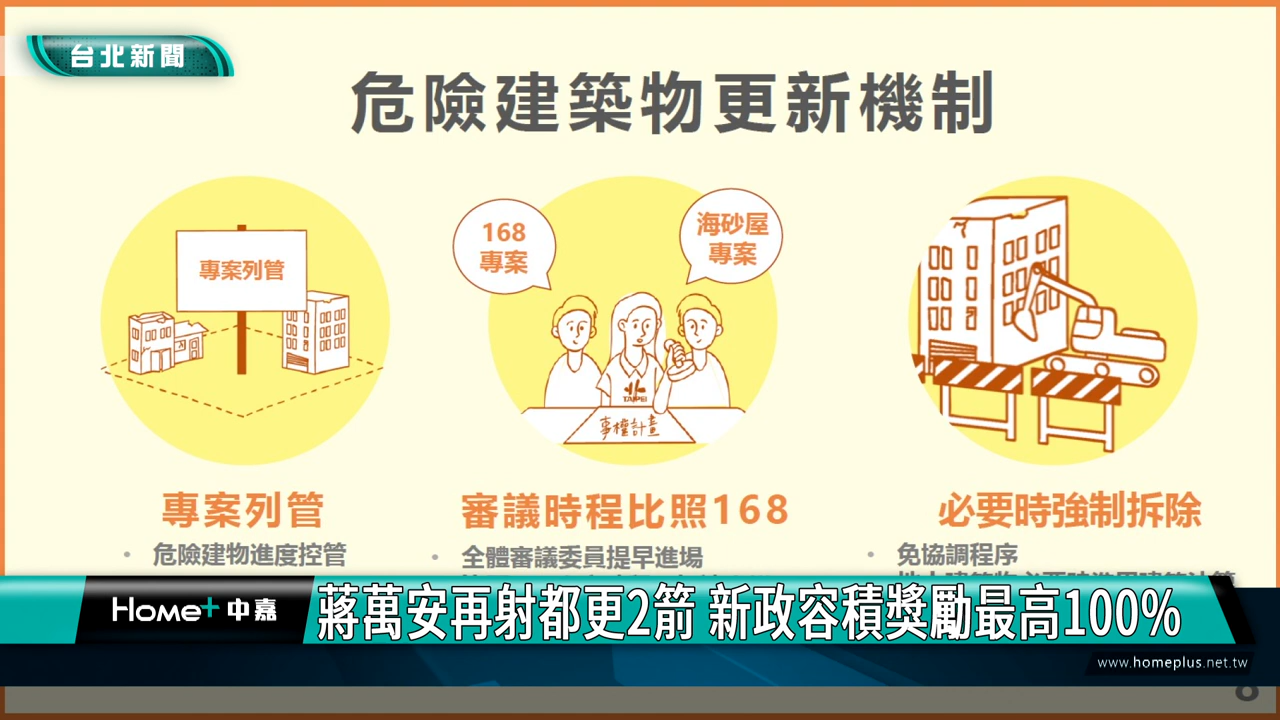 台北新聞
危險建築物更新機制
專案列管
168
專案
海砂屋
專案
TAIPEI
事權計畫
專案列管
審議時程比照168
必要時強制拆除
• 危險建物進度控管
• 全體審議委員提早進場
• 免協調程序
Home+ 中嘉
蔣萬安再射都更2箭 新政容積獎勵最高100%
www.homeplus.net.tw